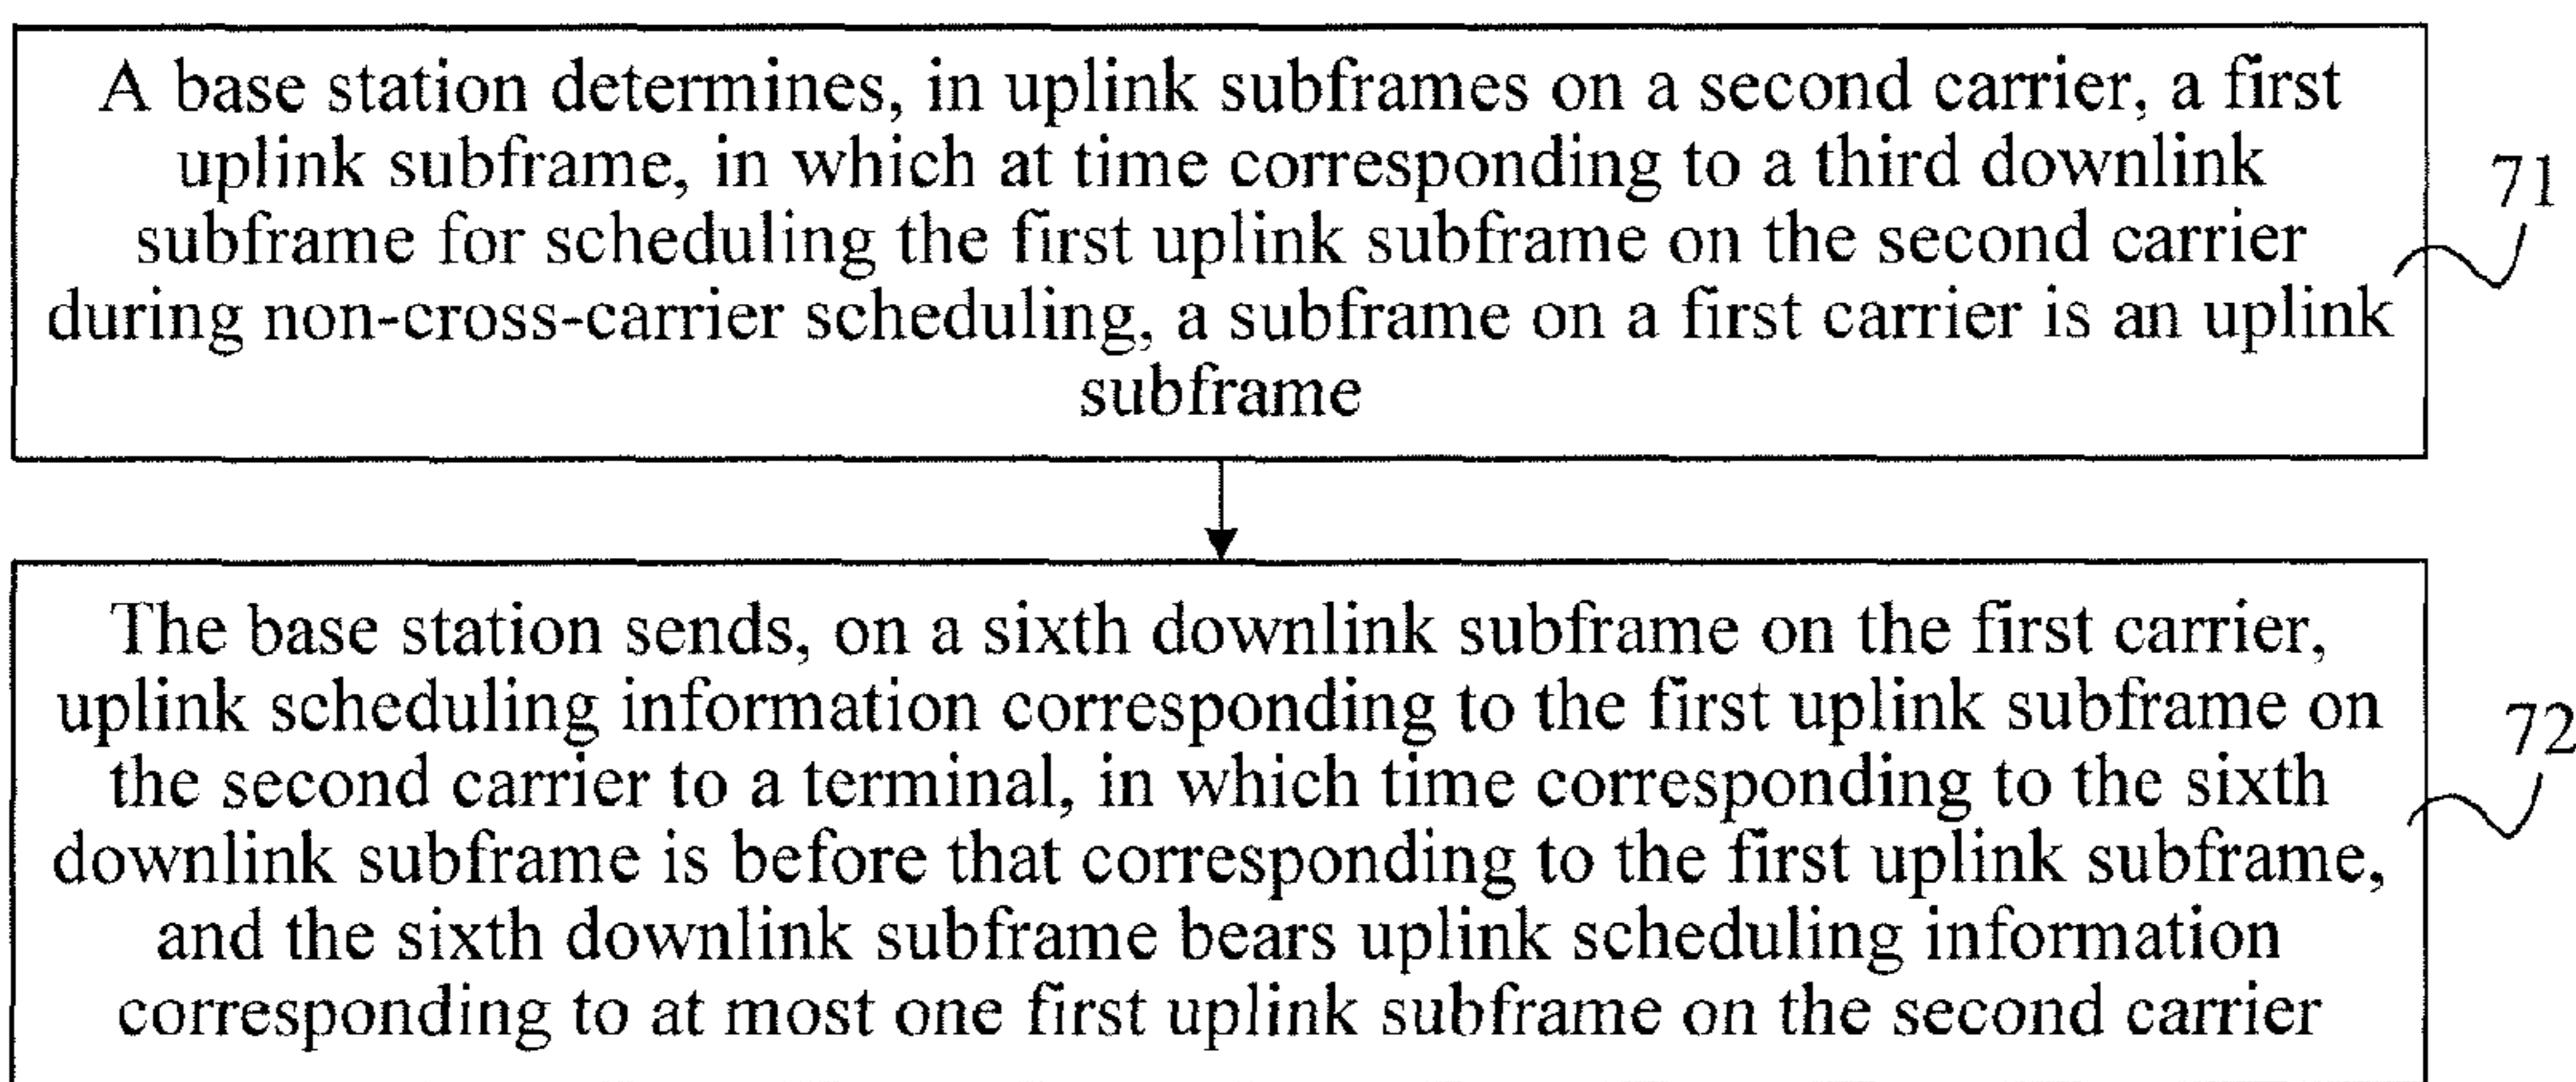 A base station determines, in uplink subframes on a second carrier, a first
uplink subframe, in which at time corresponding to a third downlink
subframe for scheduling the first uplink subframe on the second carrier
during non-cross-carrier scheduling, a subframe on a first carrier is an uplink
subframe
71
The base station sends, on a sixth downlink subframe on the first carrier,
uplink scheduling information corresponding to the first uplink subframe on
the second carrier to a terminal, in which time corresponding to the sixth
downlink subframe is before that corresponding to the first uplink subframe,
and the sixth downlink subframe bears uplink scheduling information
corresponding to at most one first uplink subframe on the second carrier
72